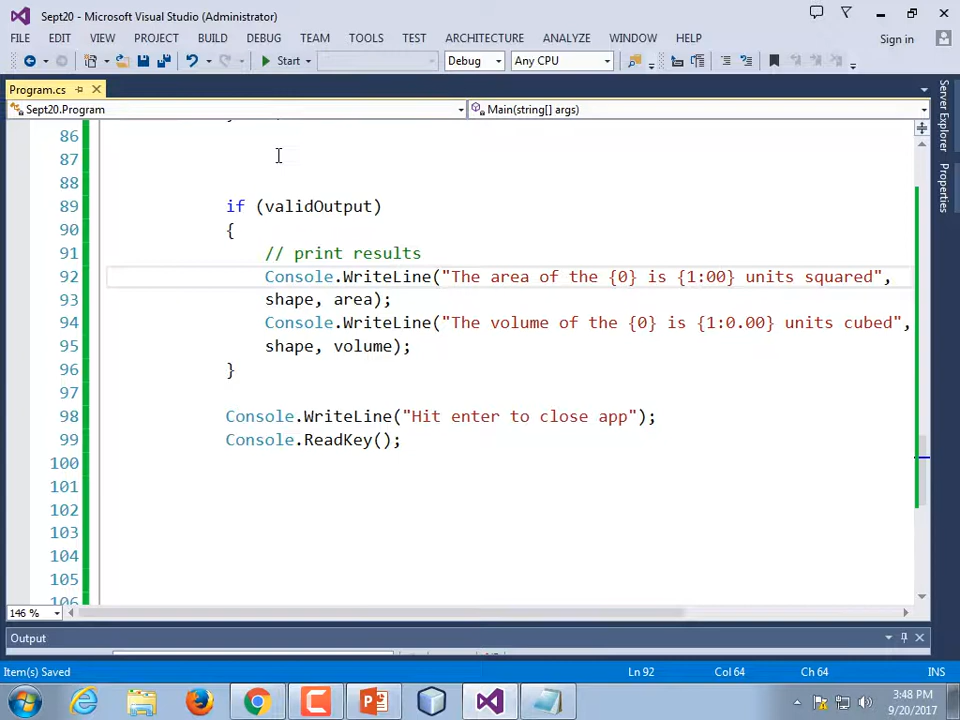 Sept20 - Microsoft Visual Studio (Administrator)
FILE EDIT VIEW PROJECT BUILD DEBUG TEAM TOOLS TEST ARCHITECTURE ANALYZE WINDOW HELP Sign in
Start Debug Any CPU
Program.cs
Sept20.Program Main(string[] args)
86
87
88
89 if (validOutput)
90 {
91 // print results
92 Console.WriteLine("The area of the {0} is {1:00} units squared",
93 shape, area);
94 Console.WriteLine("The volume of the {0} is {1:0.00} units cubed",
95 shape, volume);
96 }
97
98 Console.WriteLine("Hit enter to close app");
99 Console.ReadKey();
100
101
102
103
104
105
106
146 %
Server Explorer
Properties
Output
Item(s) Saved Ln 92 Col 64 Ch 64 INS
3:48 PM
9/20/2017